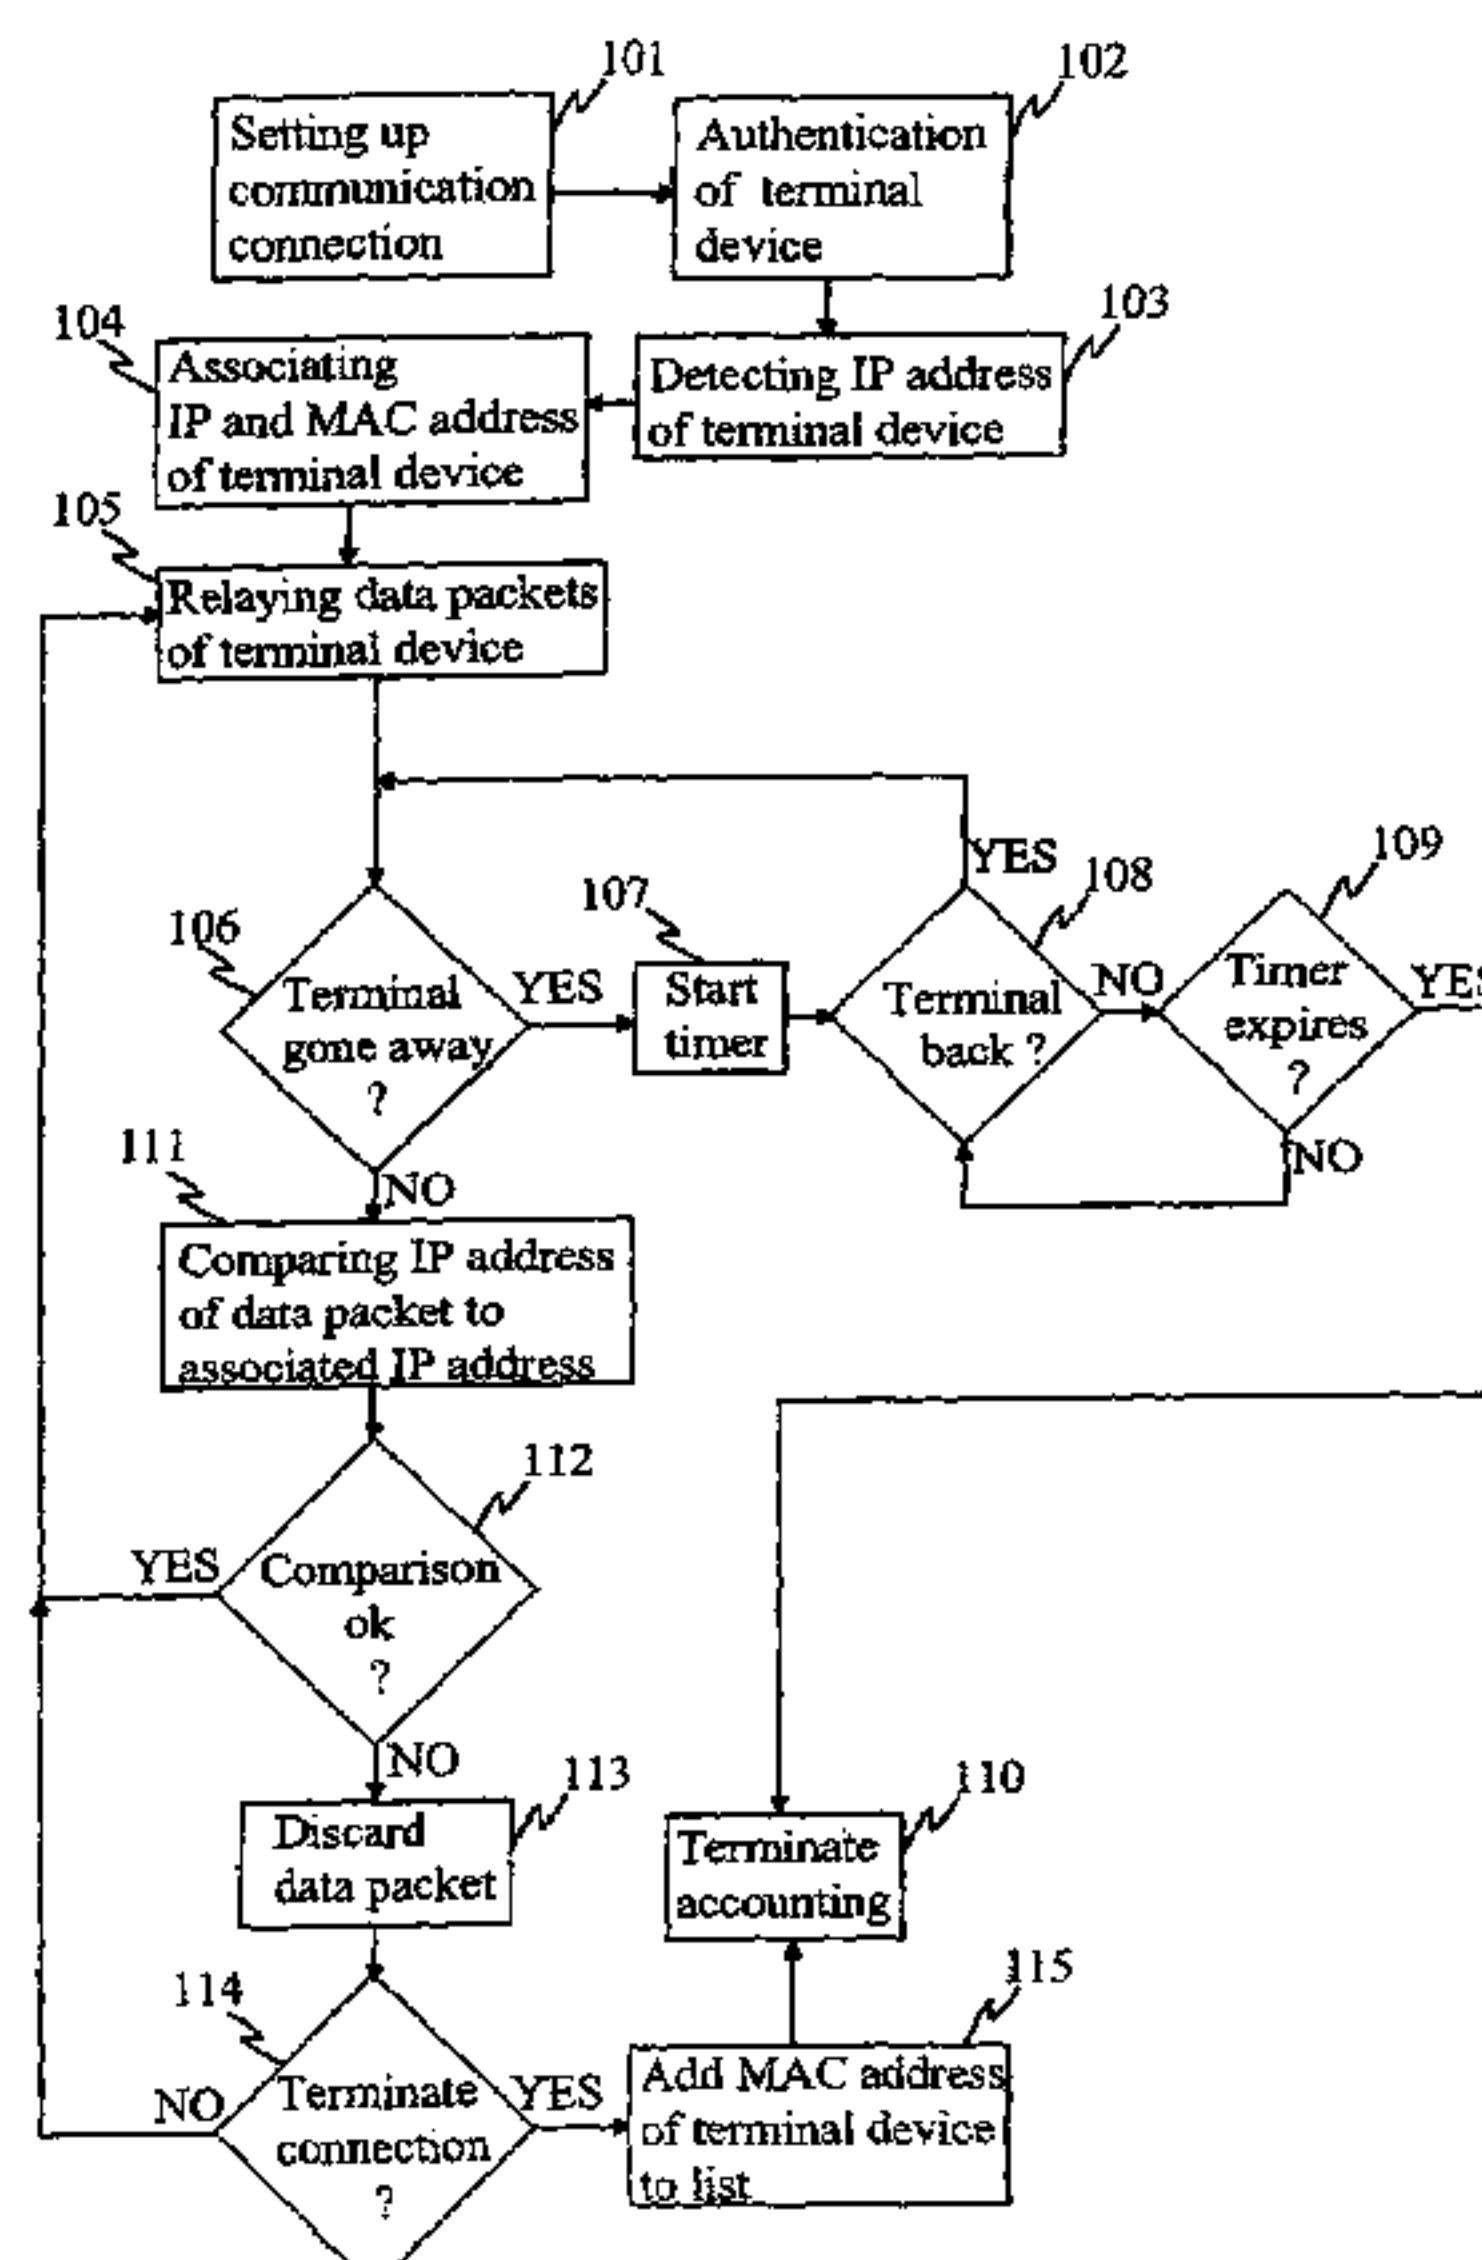 101
Setting up
communication
connection
102
Authentication
of terminal
device
103
Detecting IP address
of terminal device
104
Associating
IP and MAC address
of terminal device
105
Relaying data packets
of terminal device
106
Terminal
gone away
?
YES
NO
107
Start
timer
108
Terminal
back ?
YES
NO
109
Timer
expires
?
YES
NO
111
Comparing IP address
of data packet to
associated IP address
112
Comparison
ok
?
YES
NO
113
Discard
data packet
110
Terminate
accounting
114
Terminate
connection
?
NO
YES
115
Add MAC address
of terminal device
to list